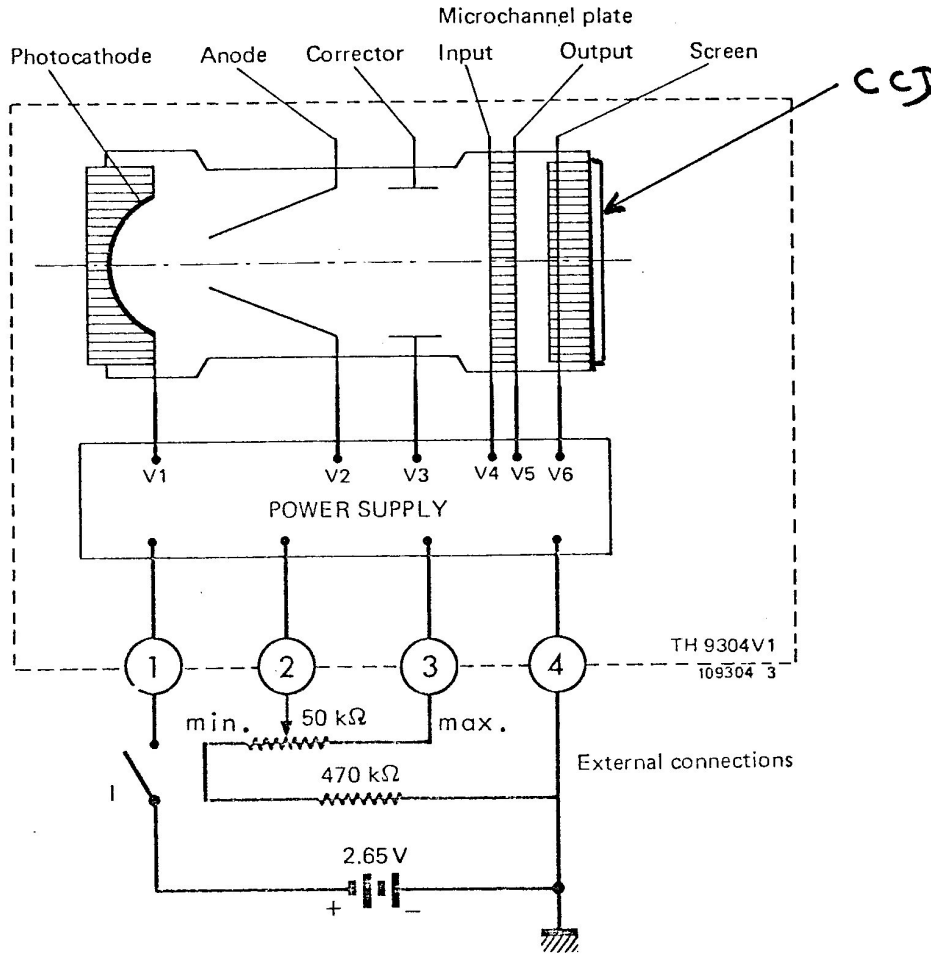 Microchannel plate
Photocathode Anode Corrector Input Output Screen
CCD
V1 V2 V3 V4 V5 V6
POWER SUPPLY
TH 9304V1
109304 3
1 2 3 4
min. 50 kΩ max.
470 kΩ
External connections
I
2.65 V
+ −